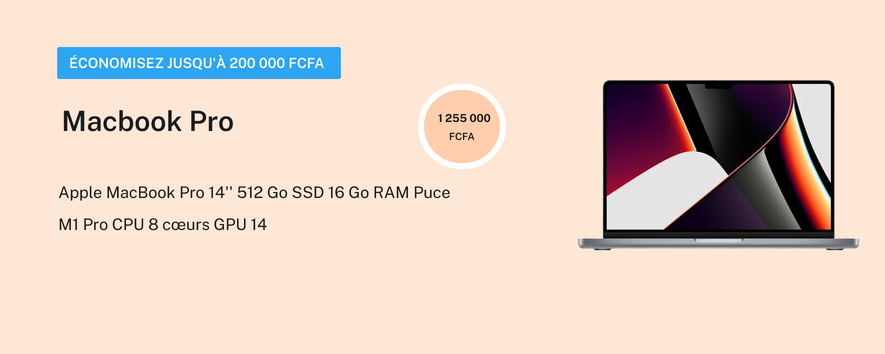 ÉCONOMISEZ JUSQU'À 200 000 FCFA
Macbook Pro
1 255 000
FCFA
Apple MacBook Pro 14'' 512 Go SSD 16 Go RAM Puce
M1 Pro CPU 8 cœurs GPU 14